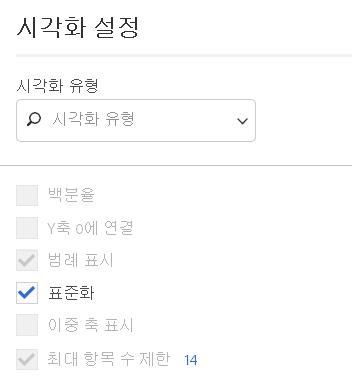 시각화 설정
시각화 유형
시각화 유형
백분율
Y축 0에 연결
범례 표시
표준화
이중 축 표시
최대 항목 수 제한 14